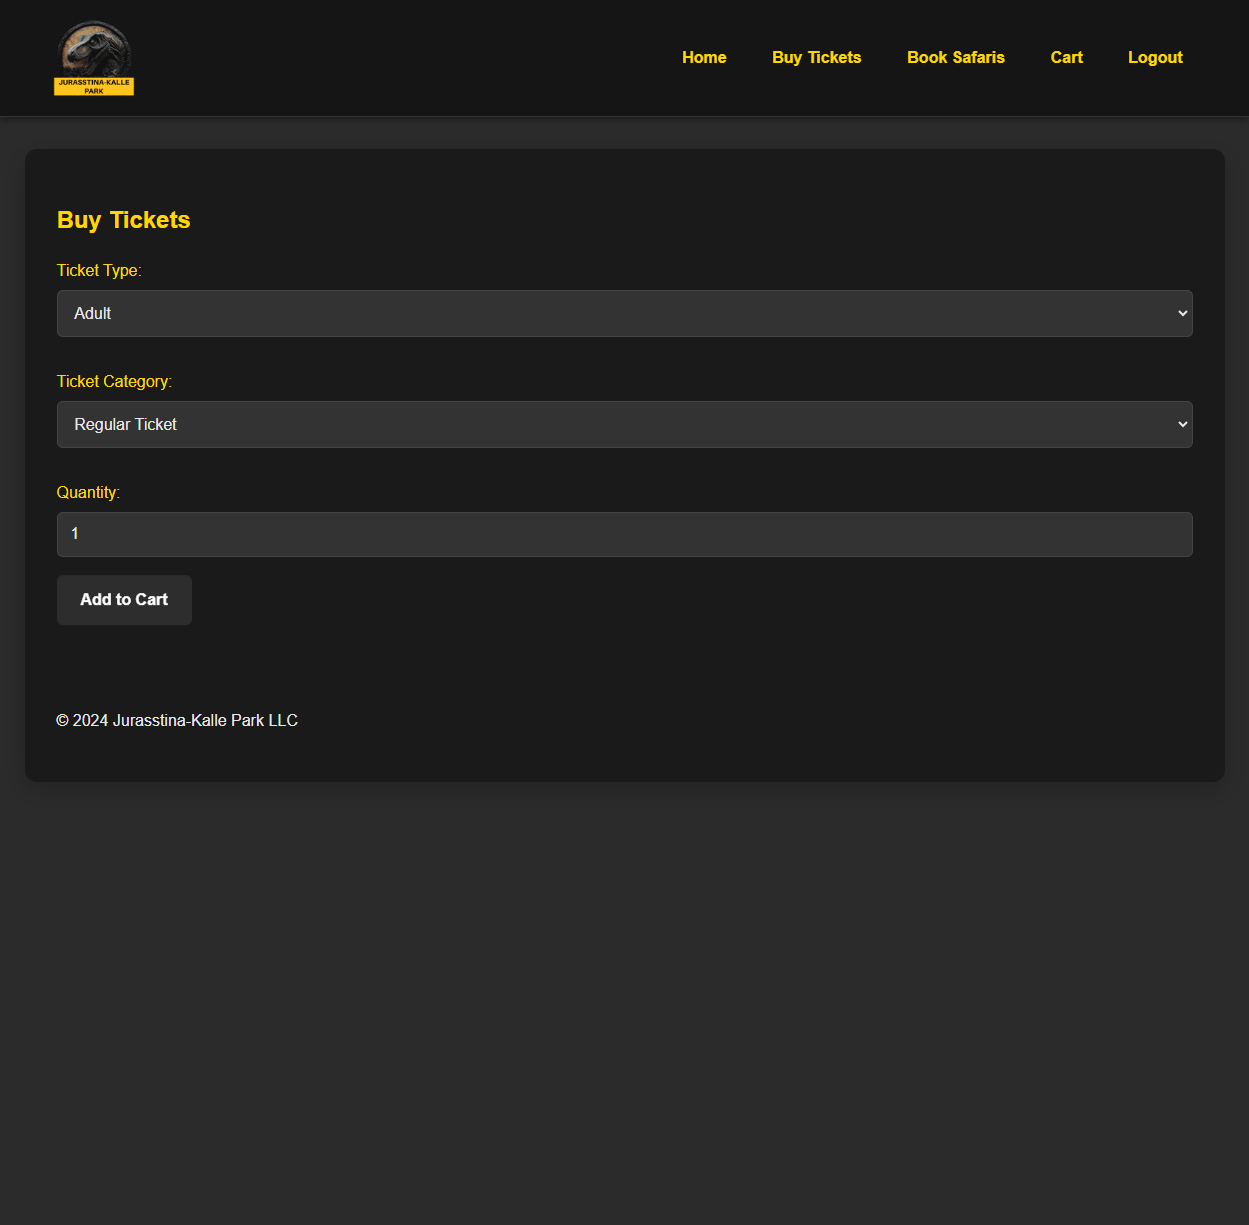 JURASSTINA-KALLE
PARK
Home Buy Tickets Book Safaris Cart Logout
Buy Tickets
Ticket Type:
Adult
Ticket Category:
Regular Ticket
Quantity:
1
Add to Cart
© 2024 Jurasstina-Kalle Park LLC